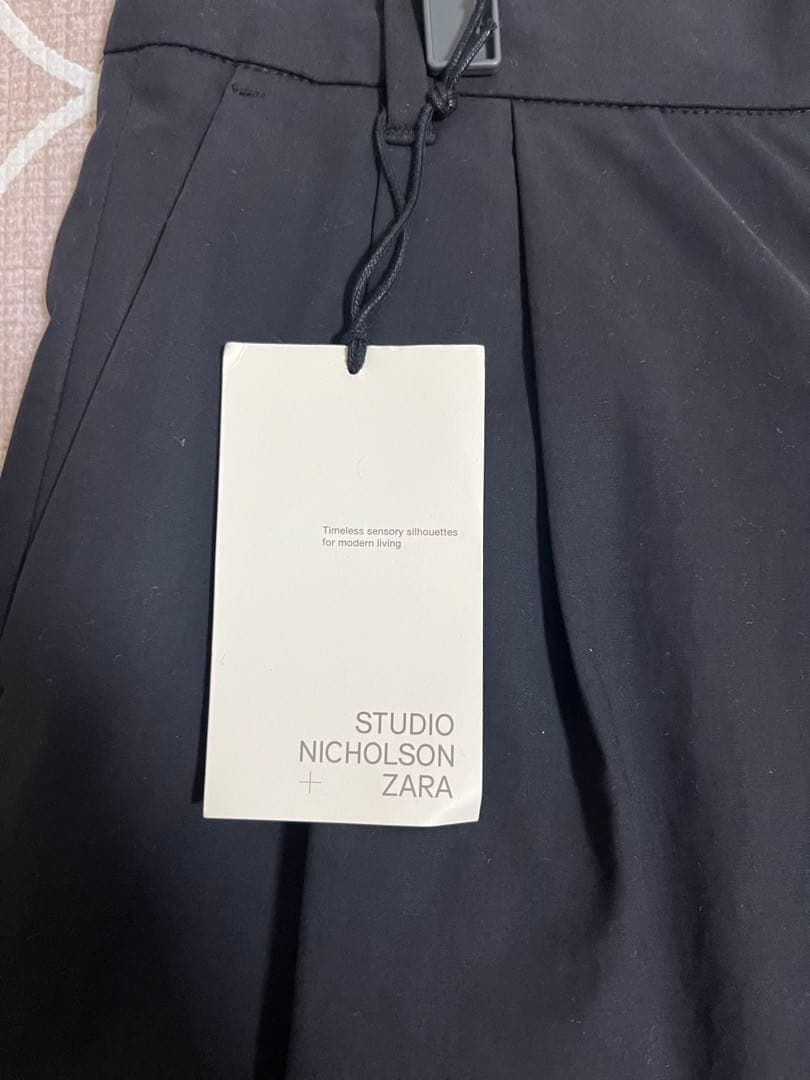 Timeless sensory silhouettes
for modern living
STUDIO
NICHOLSON
+ ZARA